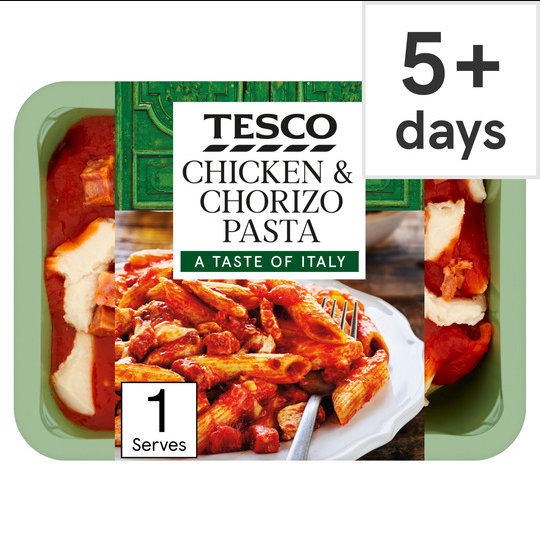 5+
days
TESCO
CHICKEN &
CHORIZO
PASTA
A TASTE OF ITALY
1
Serves